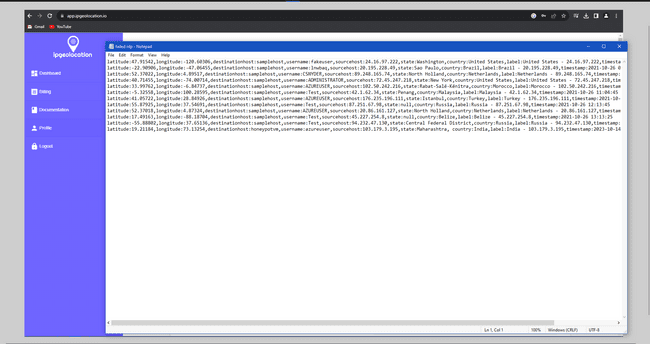 app.ipgeolocation.io
Gmail YouTube
ipgeolocation
Dashboard
Billing
Documentation
Profile
Logout
- Notepad
File Edit Format View Help
latitude:47.91542,longitude:-120.60306,destinationhost:samplehost,username:fakeuser,sourcehost:24.16.97.222,state:Washington,country:United States,label:United States - 24.16.97.222,timestamp
latitude:-22.90906,longitude:-47.06455,destinationhost:samplehost,username:lnwbaq,sourcehost:20.195.228.49,state:Sao Paulo,country:Brazil,label:Brazil - 20.195.228.49,timestamp:2021-10-26 0
latitude:52.37022,longitude:4.89517,destinationhost:samplehost,username:CSNYDER,sourcehost:89.248.165.74,state:North Holland,country:Netherlands,label:Netherlands - 89.248.165.74,timestamp:
latitude:40.71455,longitude:-74.00714,destinationhost:samplehost,username:ADMINISTRATOR,sourcehost:72.45.247.218,state:New York,country:United States,label:United States - 72.45.247.218,tim
latitude:33.99762,longitude:-6.84737,destinationhost:samplehost,username:AZUREUSER,sourcehost:102.50.242.216,state:Rabat-Salé-Kénitra,country:Morocco,label:Morocco - 102.50.242.216,timestamp
latitude:-5.32558,longitude:100.28595,destinationhost:samplehost,username:Test,sourcehost:42.1.62.34,state:Penang,country:Malaysia,label:Malaysia - 42.1.62.34,timestamp:2021-10-26 11:04:45
latitude:41.05722,longitude:28.84926,destinationhost:samplehost,username:AZUREUSER,sourcehost:176.235.196.111,state:Istanbul,country:Turkey,label:Turkey - 176.235.196.111,timestamp:2021-10-
latitude:55.87925,longitude:37.54691,destinationhost:samplehost,username:Test,sourcehost:87.251.67.98,state:null,country:Russia,label:Russia - 87.251.67.98,timestamp:2021-10-26 12:13:45
latitude:52.37018,longitude:4.87324,destinationhost:samplehost,username:AZUREUSER,sourcehost:20.86.161.127,state:North Holland,country:Netherlands,label:Netherlands - 20.86.161.127,timestamp
latitude:17.49163,longitude:-88.18704,destinationhost:samplehost,username:Test,sourcehost:45.227.254.8,state:null,country:Belize,label:Belize - 45.227.254.8,timestamp:2021-10-26 13:13:25
latitude:-55.88802,longitude:37.65136,destinationhost:samplehost,username:Test,sourcehost:94.232.47.130,state:Central Federal District,country:Russia,label:Russia - 94.232.47.130,timestamp:
latitude:19.21184,longitude:73.13254,destinationhost:honeypotvm,username:azureuser,sourcehost:103.179.3.195,state:Maharashtra, country:India,label:India - 103.179.3.195,timestamp:2023-10-14
Ln 1, Col 1 100% Windows (CRLF) UTF-8